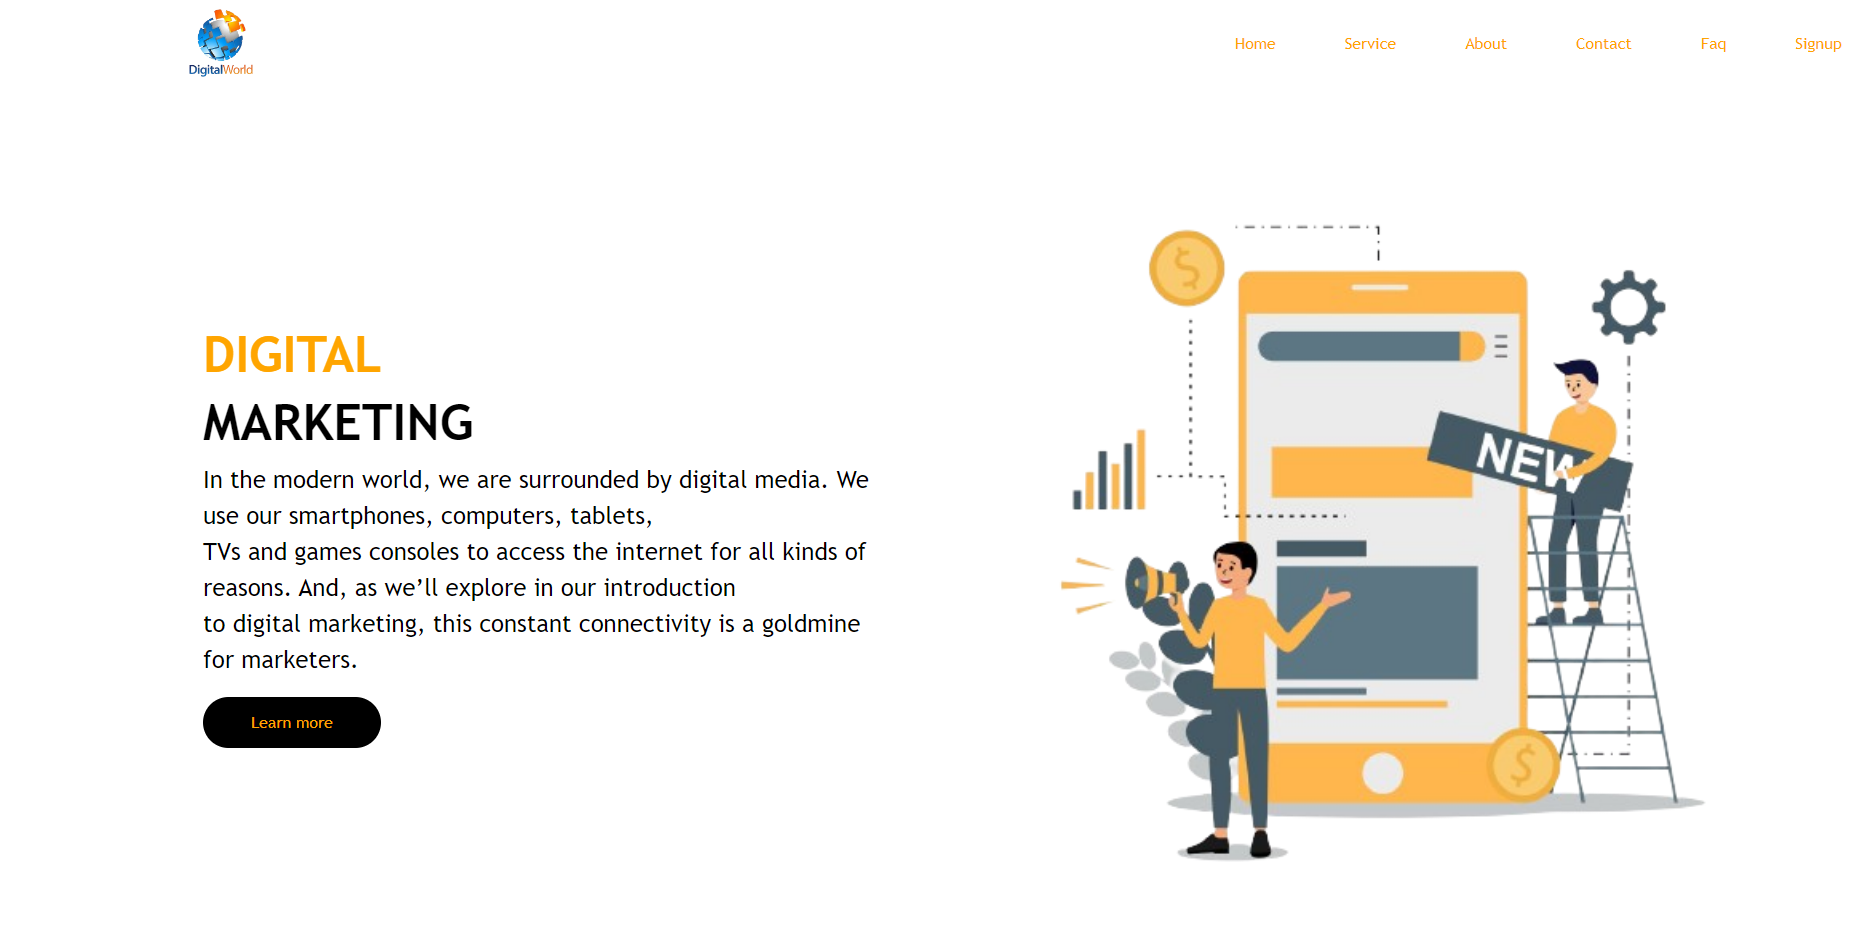 DigitalWorld
Home Service About Contact Faq Signup
DIGITAL
MARKETING
In the modern world, we are surrounded by digital media. We
use our smartphones, computers, tablets,
TVs and games consoles to access the internet for all kinds of
reasons. And, as we’ll explore in our introduction
to digital marketing, this constant connectivity is a goldmine
for marketers.
Learn more
$
NEW
$